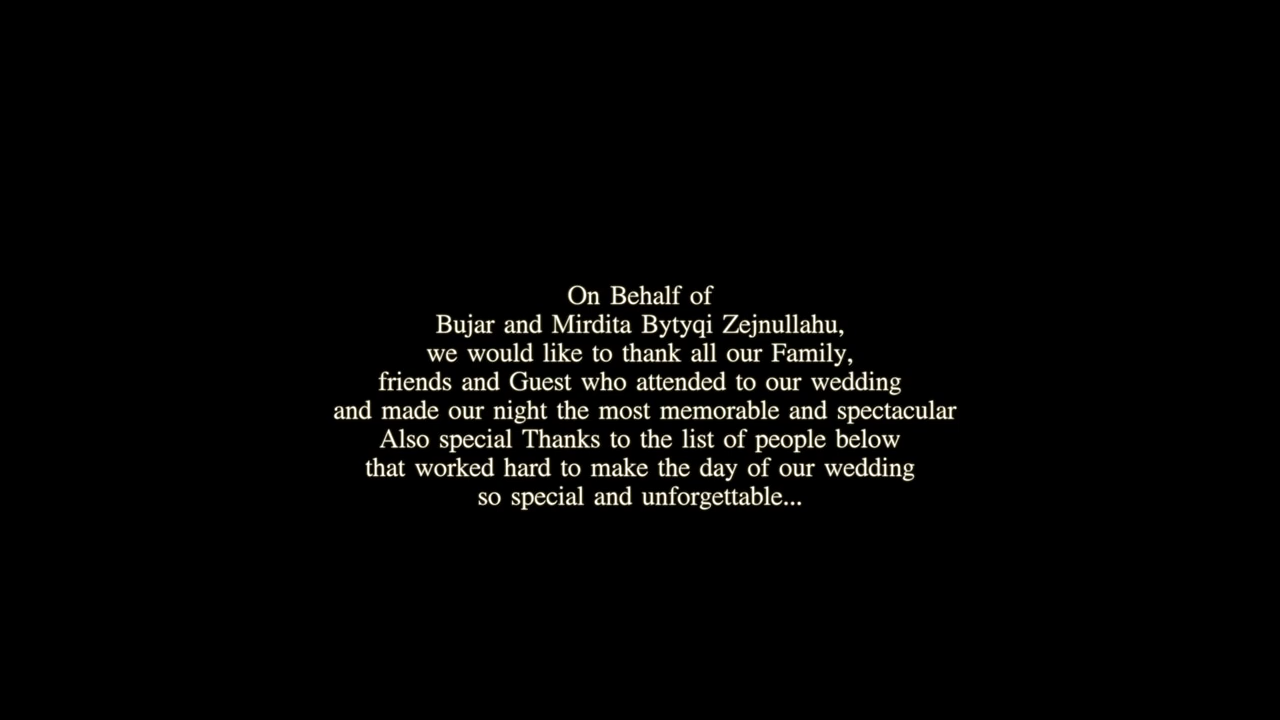 On Behalf of
Bujar and Mirdita Bytyqi Zejnullahu,
we would like to thank all our Family,
friends and Guest who attended to our wedding
and made our night the most memorable and spectacular
Also special Thanks to the list of people below
that worked hard to make the day of our wedding
so special and unforgettable...